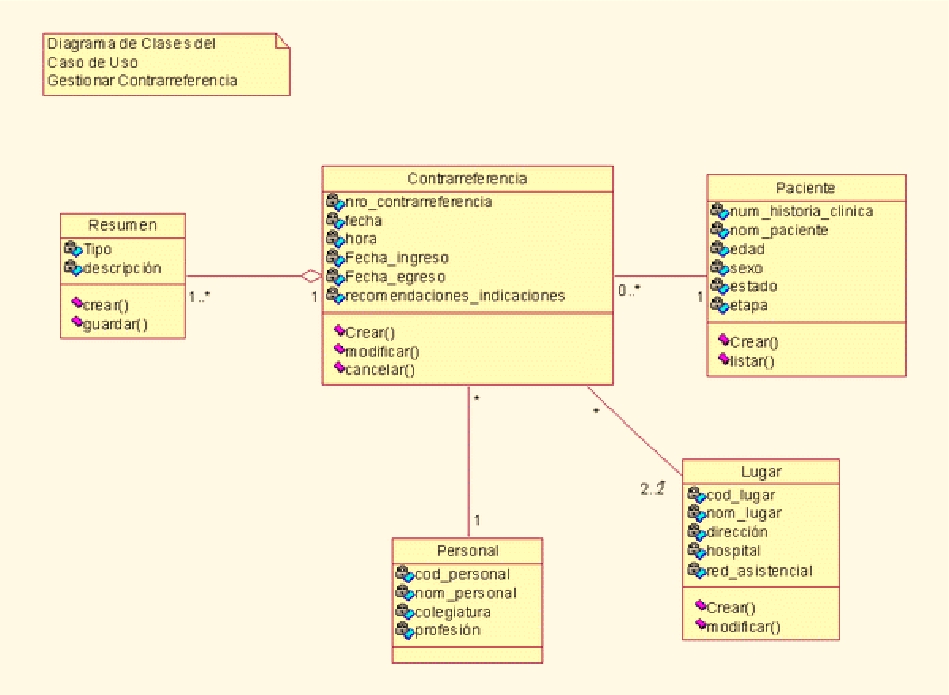 Diagrama de Clases del
Caso de Uso
Gestionar Contrarreferencia
Contrarreferencia
nro_contrarreferencia
fecha
hora
Fecha_ingreso
Fecha_egreso
recomendaciones_indicaciones
Crear()
modificar()
cancelar()
Paciente
num_historia_clinica
nom_paciente
edad
sexo
estado
etapa
Crear()
listar()
Resumen
Tipo
descripción
crear()
guardar()
1..*
1
0..*
1
*
1
*
2..2
Lugar
cod_lugar
nom_lugar
dirección
hospital
red_asistencial
Crear()
modificar()
Personal
cod_personal
nom_personal
colegiatura
profesión